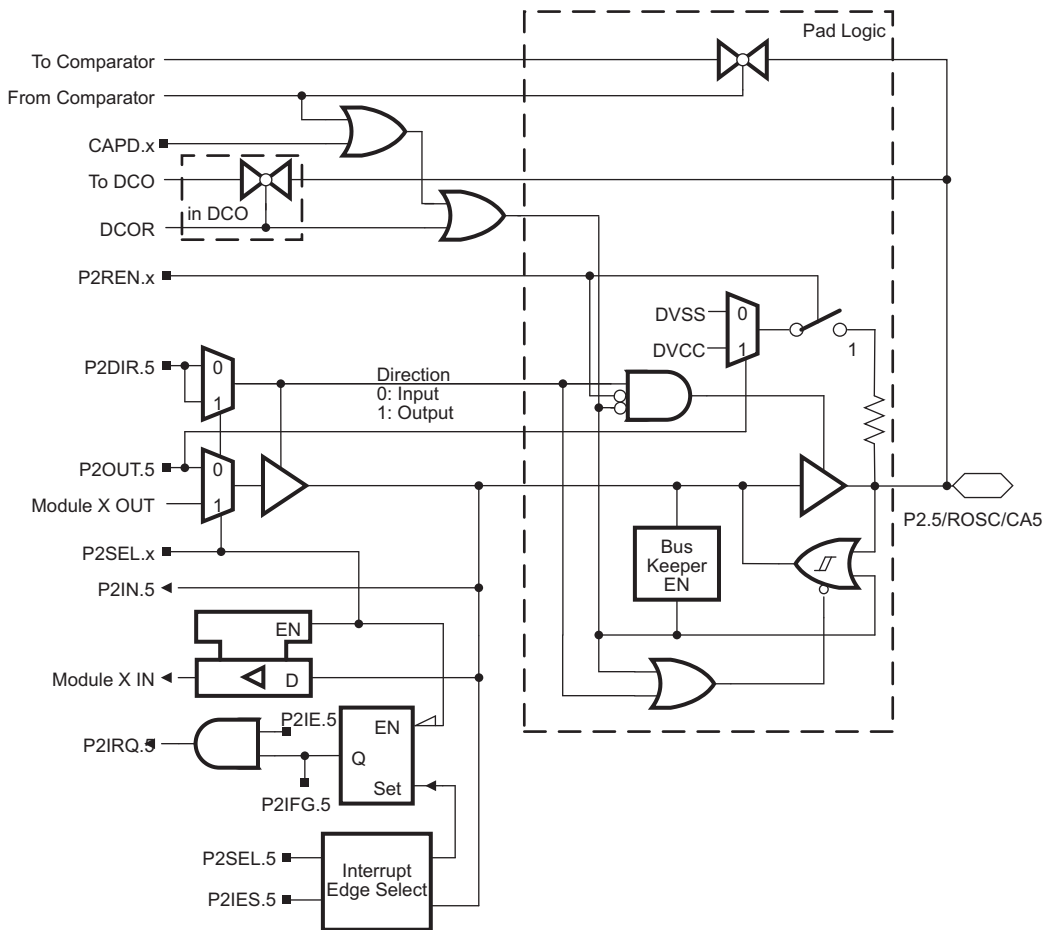 Pad Logic
To Comparator
From Comparator
CAPD.x
To DCO
in DCO
DCOR
P2REN.x
DVSS
0
DVCC
1
1
P2DIR.5
0
1
Direction
0: Input
1: Output
P2OUT.5
0
Module X OUT
1
P2.5/ROSC/CA5
P2SEL.x
Bus
Keeper
EN
P2IN.5
EN
Module X IN
D
P2IE.5
EN
P2IRQ.5
Q
Set
P2IFG.5
P2SEL.5
Interrupt
Edge Select
P2IES.5